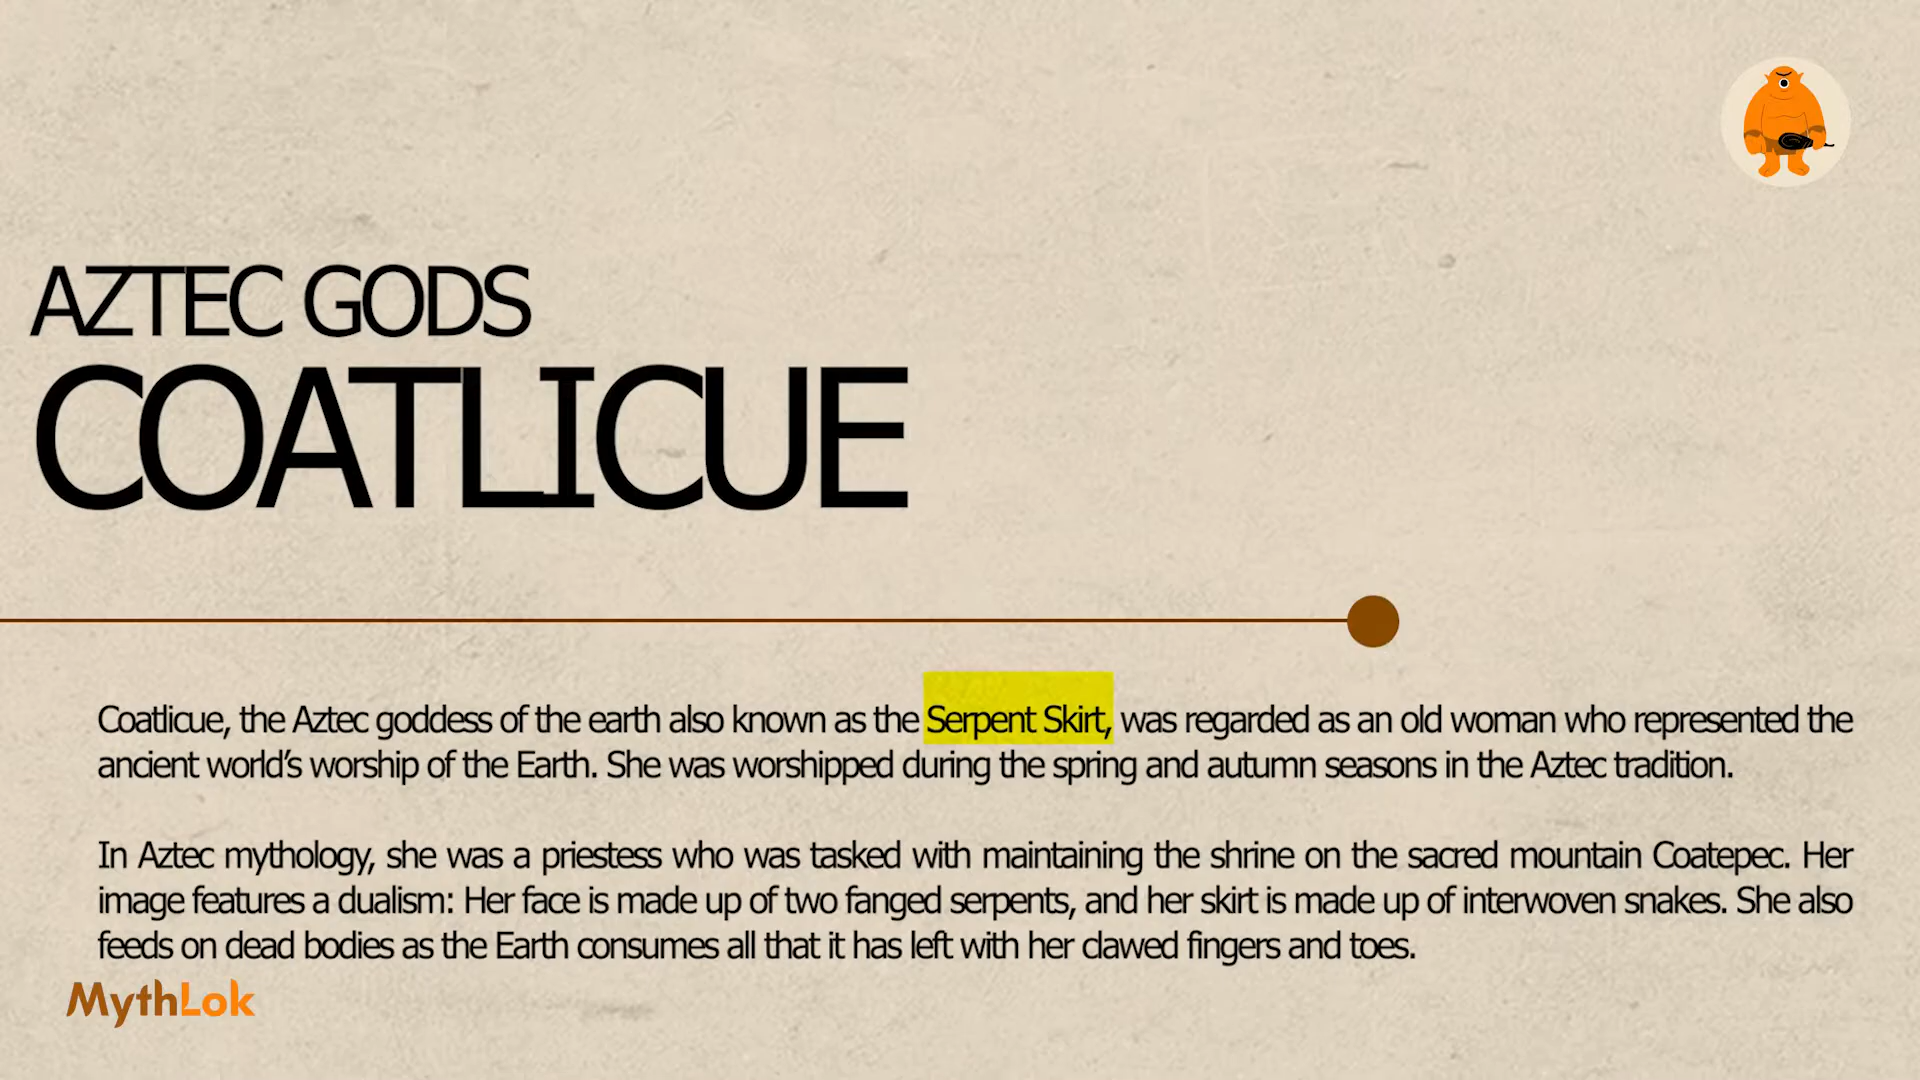 AZTEC GODS
COATLICUE
Coatlicue, the Aztec goddess of the earth also known as the Serpent Skirt, was regarded as an old woman who represented the
ancient world’s worship of the Earth. She was worshipped during the spring and autumn seasons in the Aztec tradition.
In Aztec mythology, she was a priestess who was tasked with maintaining the shrine on the sacred mountain Coatepec. Her
image features a dualism: Her face is made up of two fanged serpents, and her skirt is made up of interwoven snakes. She also
feeds on dead bodies as the Earth consumes all that it has left with her clawed fingers and toes.
MythLok